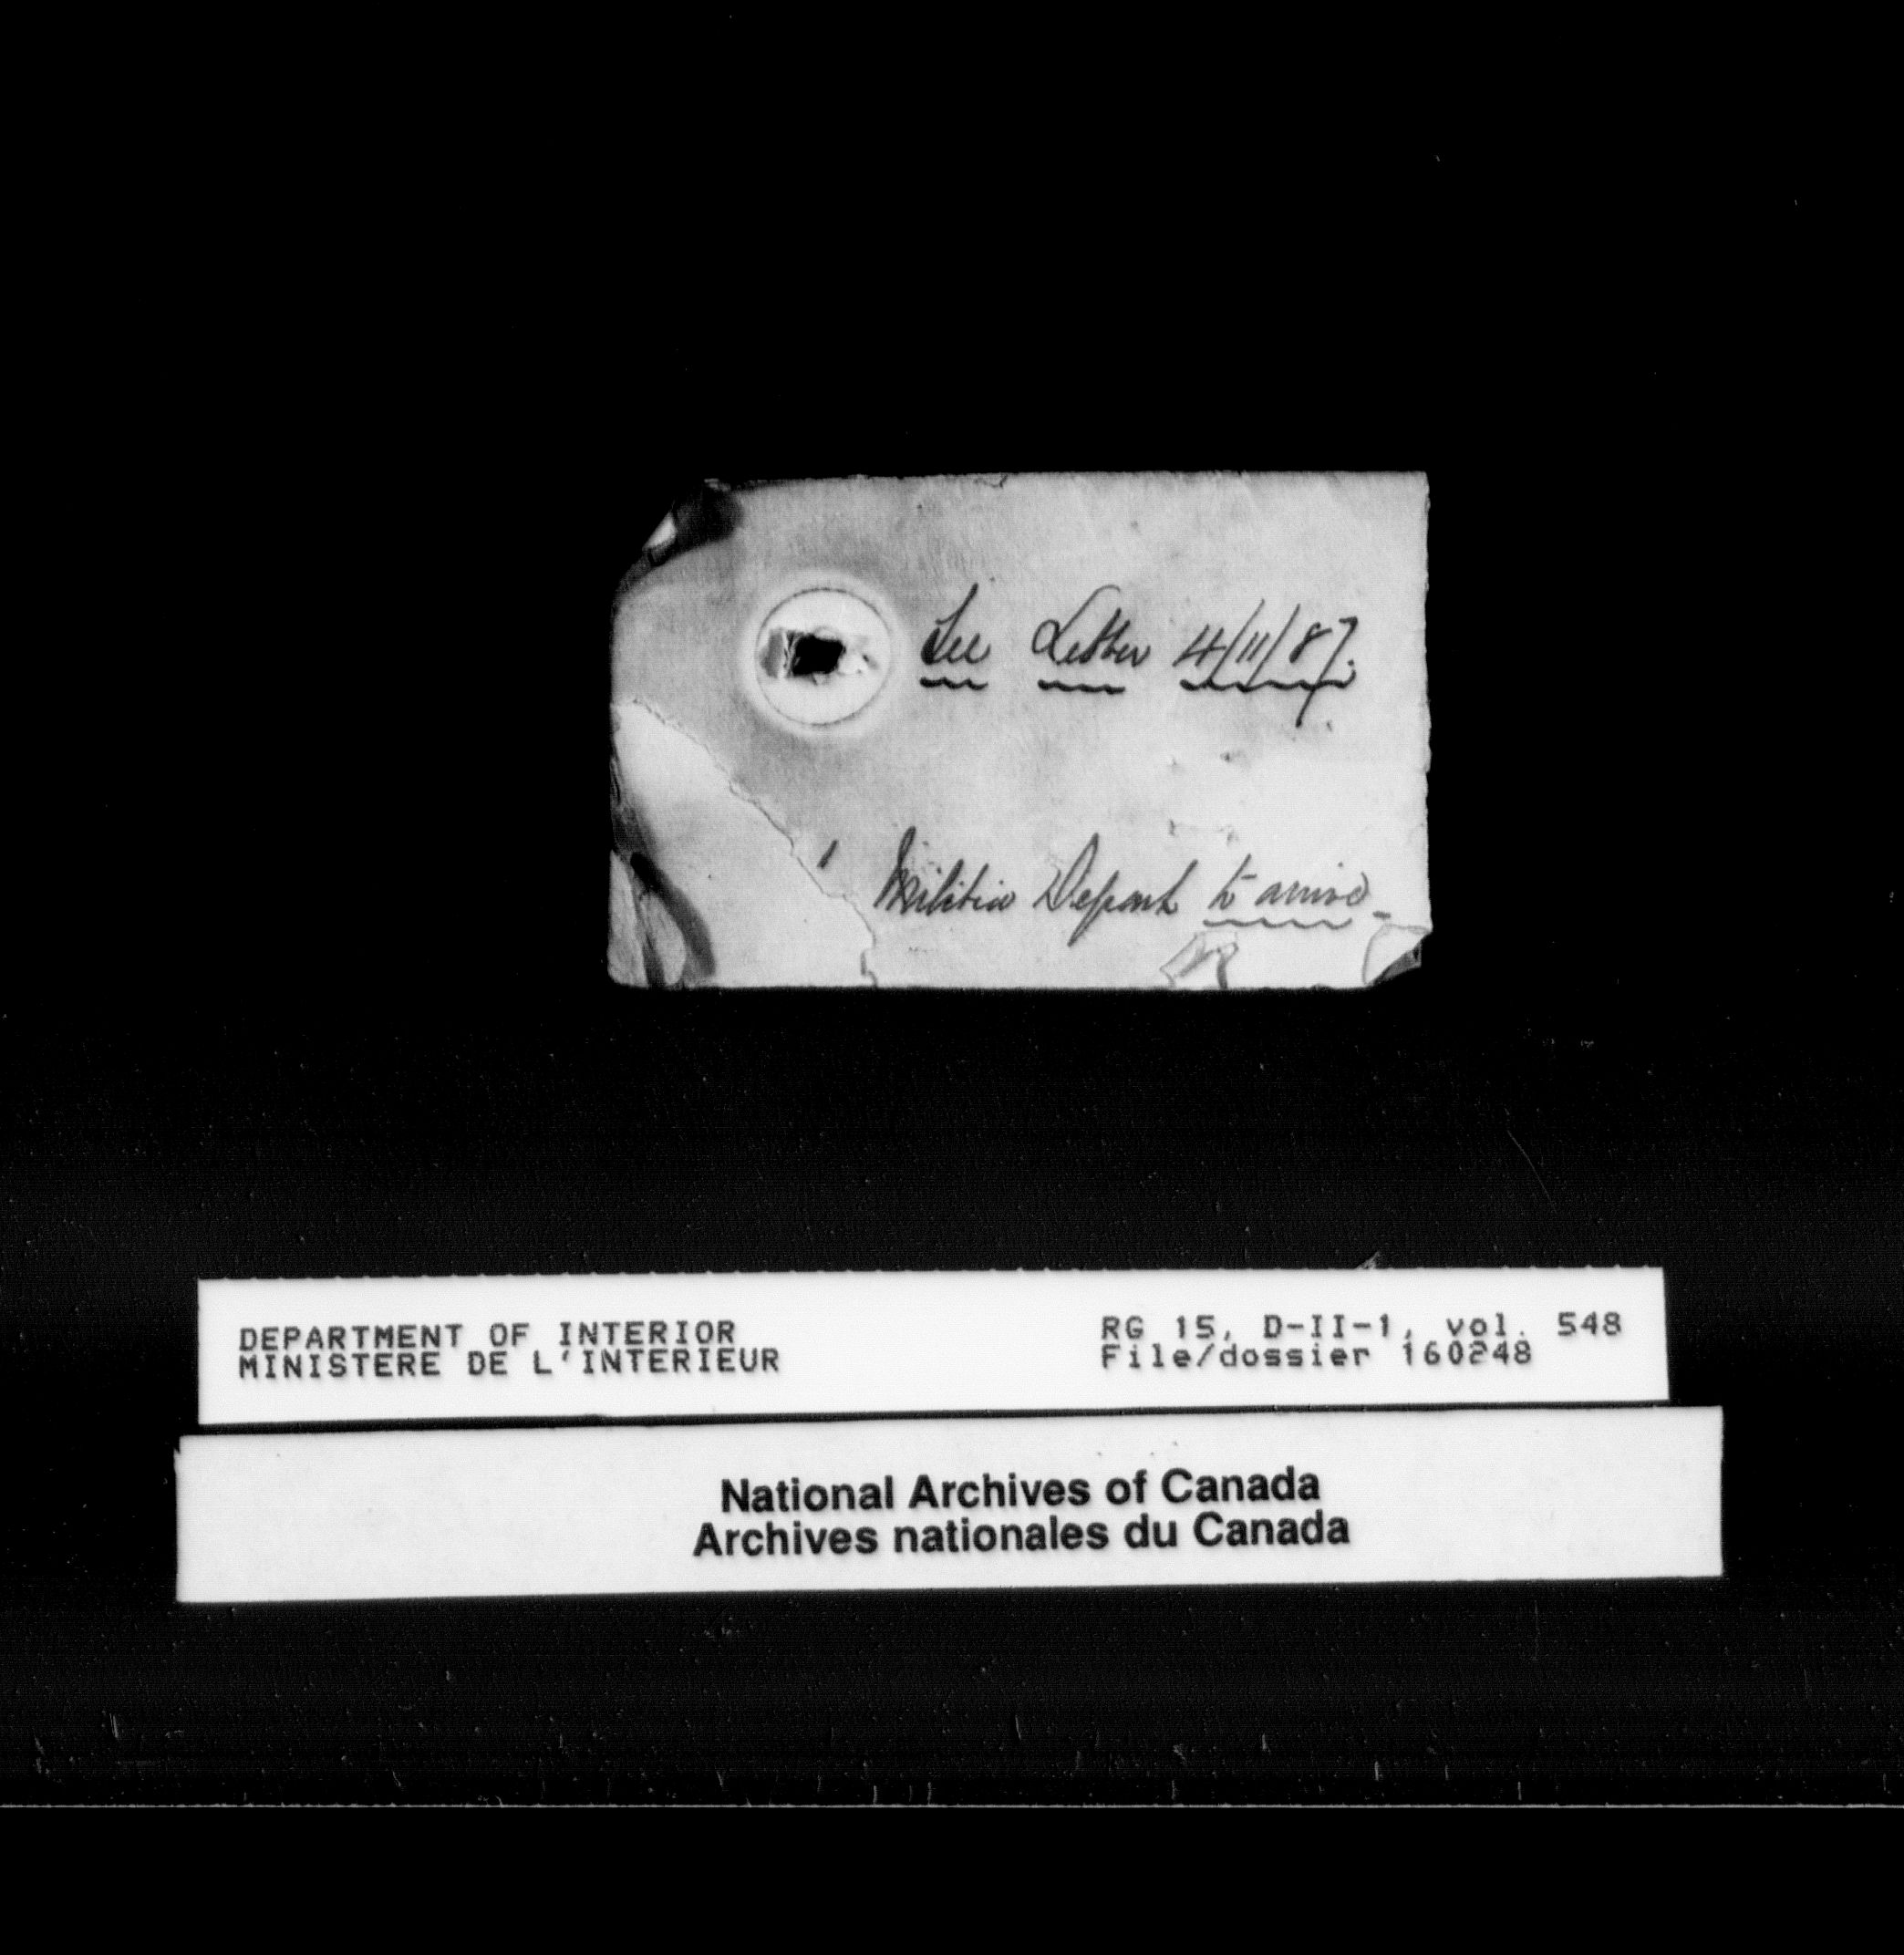 See Letter 4/11/87.
Militia Depart to arrive
DEPARTMENT OF INTERIOR
MINISTERE DE L'INTERIEUR
RG 15, D-II-1, vol. 548
File/dossier 160248
National Archives of Canada
Archives nationales du Canada